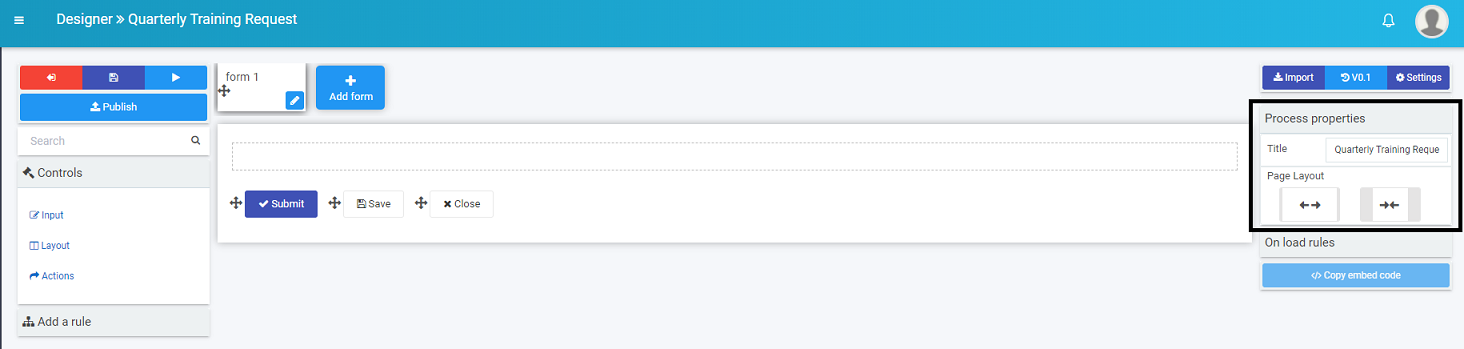 Designer » Quarterly Training Request
Publish
Search
Controls
Input
Layout
Actions
Add a rule
form 1
Add form
Submit
Save
Close
Import
V0.1
Settings
Process properties
Title
Quarterly Training Reque
Page Layout
On load rules
</> Copy embed code